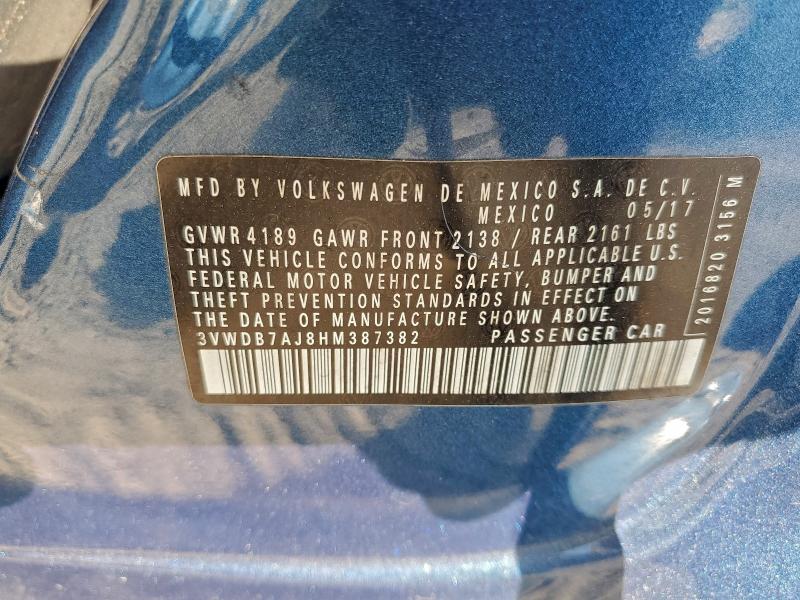 MFD BY VOLKSWAGEN DE MEXICO S.A. DE C.V.
MEXICO 05/17
GVWR 4189 GAWR FRONT 2138 / REAR 2161 LBS
THIS VEHICLE CONFORMS TO ALL APPLICABLE U.S.
FEDERAL MOTOR VEHICLE SAFETY, BUMPER AND
THEFT PREVENTION STANDARDS IN EFFECT ON
THE DATE OF MANUFACTURE SHOWN ABOVE.
3VWDB7AJ8HM387382 PASSENGER CAR
2016820 3156 M